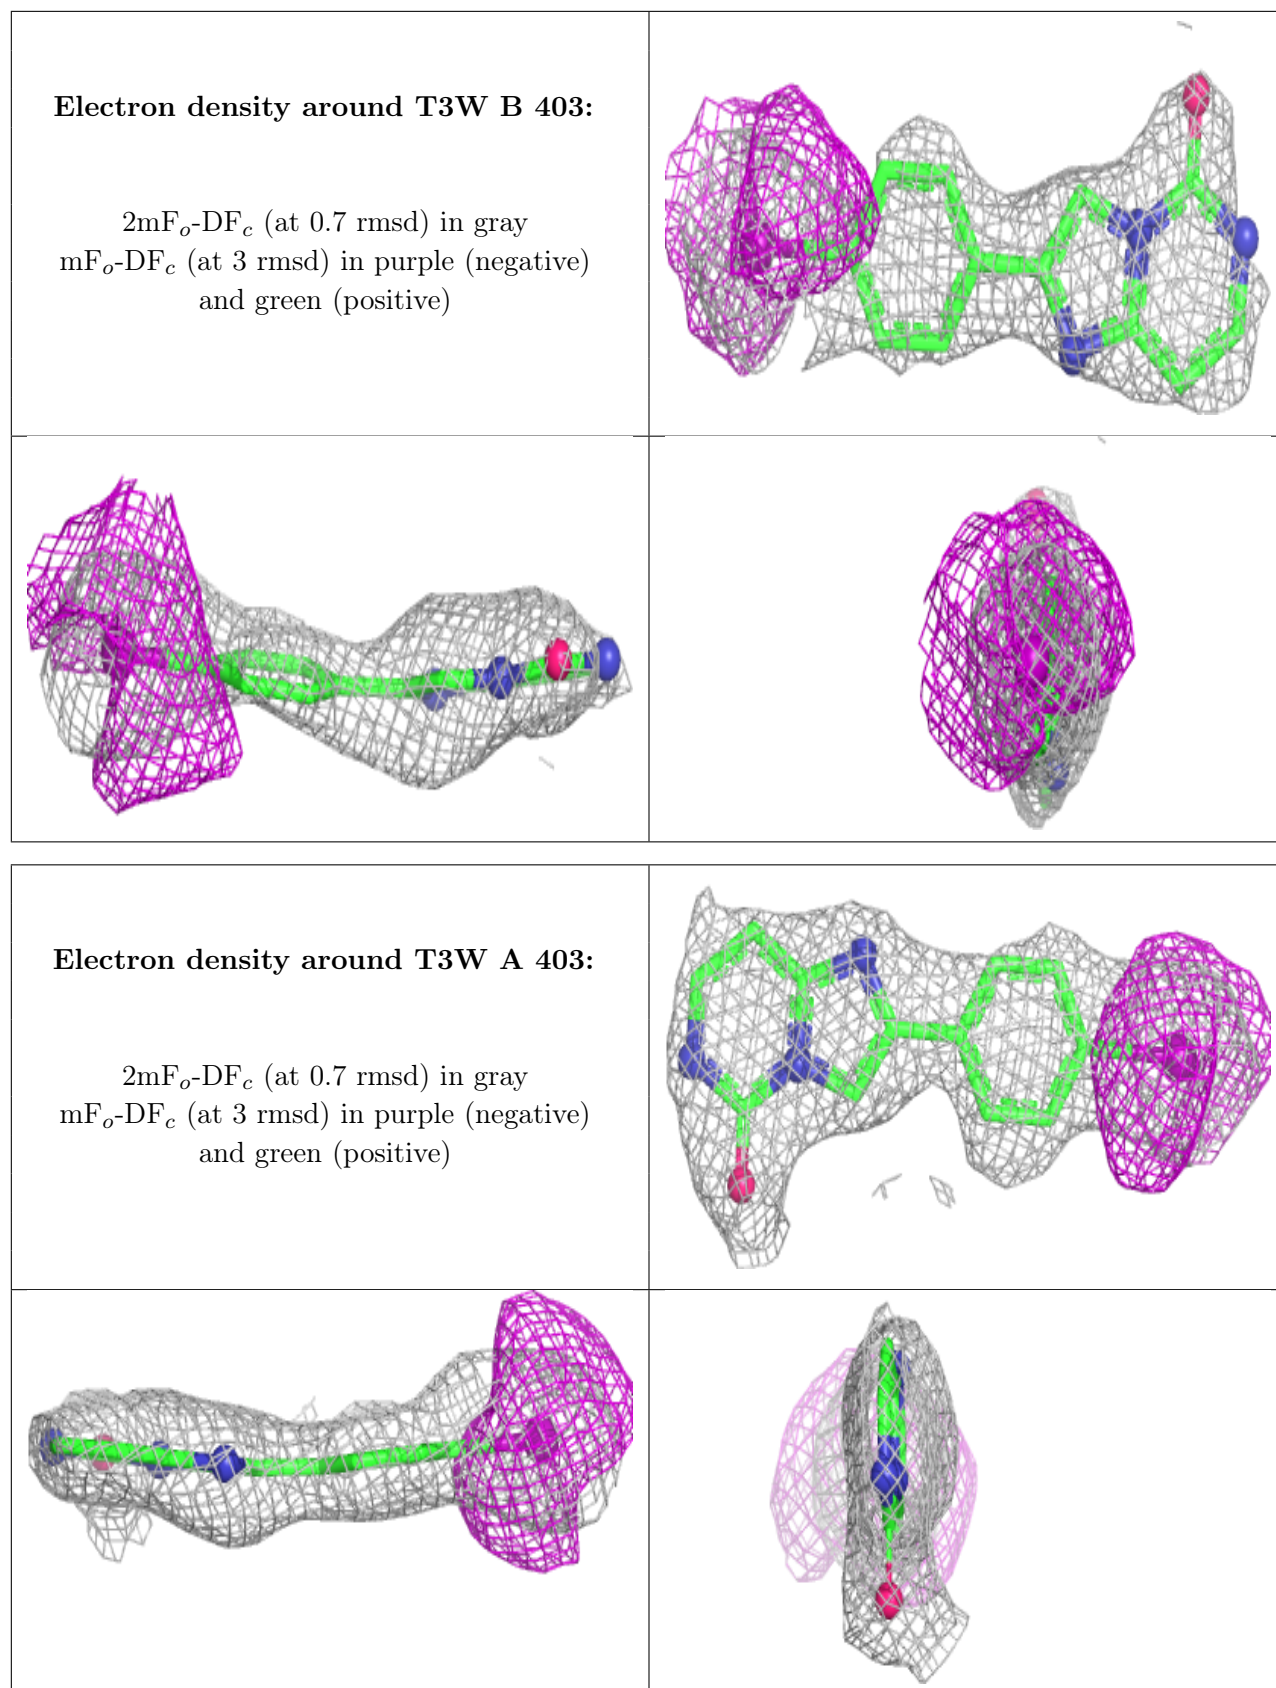 Electron density around T3W B 403:
2mFo-DFc (at 0.7 rmsd) in gray
mFo-DFc (at 3 rmsd) in purple (negative)
and green (positive)
Electron density around T3W A 403:
2mFo-DFc (at 0.7 rmsd) in gray
mFo-DFc (at 3 rmsd) in purple (negative)
and green (positive)